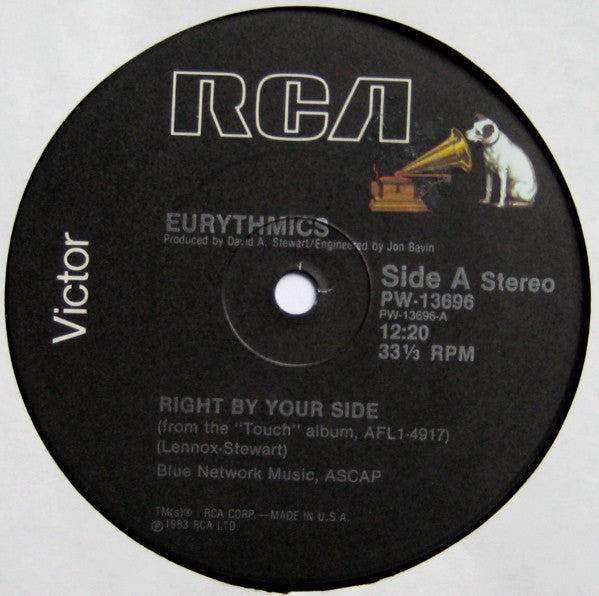 RCA
Victor
EURYTHMICS
Produced by David A. Stewart/Engineered by Jon Bavin
Side A Stereo
PW-13696
PW-13696-A
12:20
33⅓ RPM
RIGHT BY YOUR SIDE
(from the "Touch" album, AFL1-4917)
(Lennox-Stewart)
Blue Network Music, ASCAP
TM(s)® RCA CORP.—MADE IN U.S.A.
℗1983 RCA LTD.